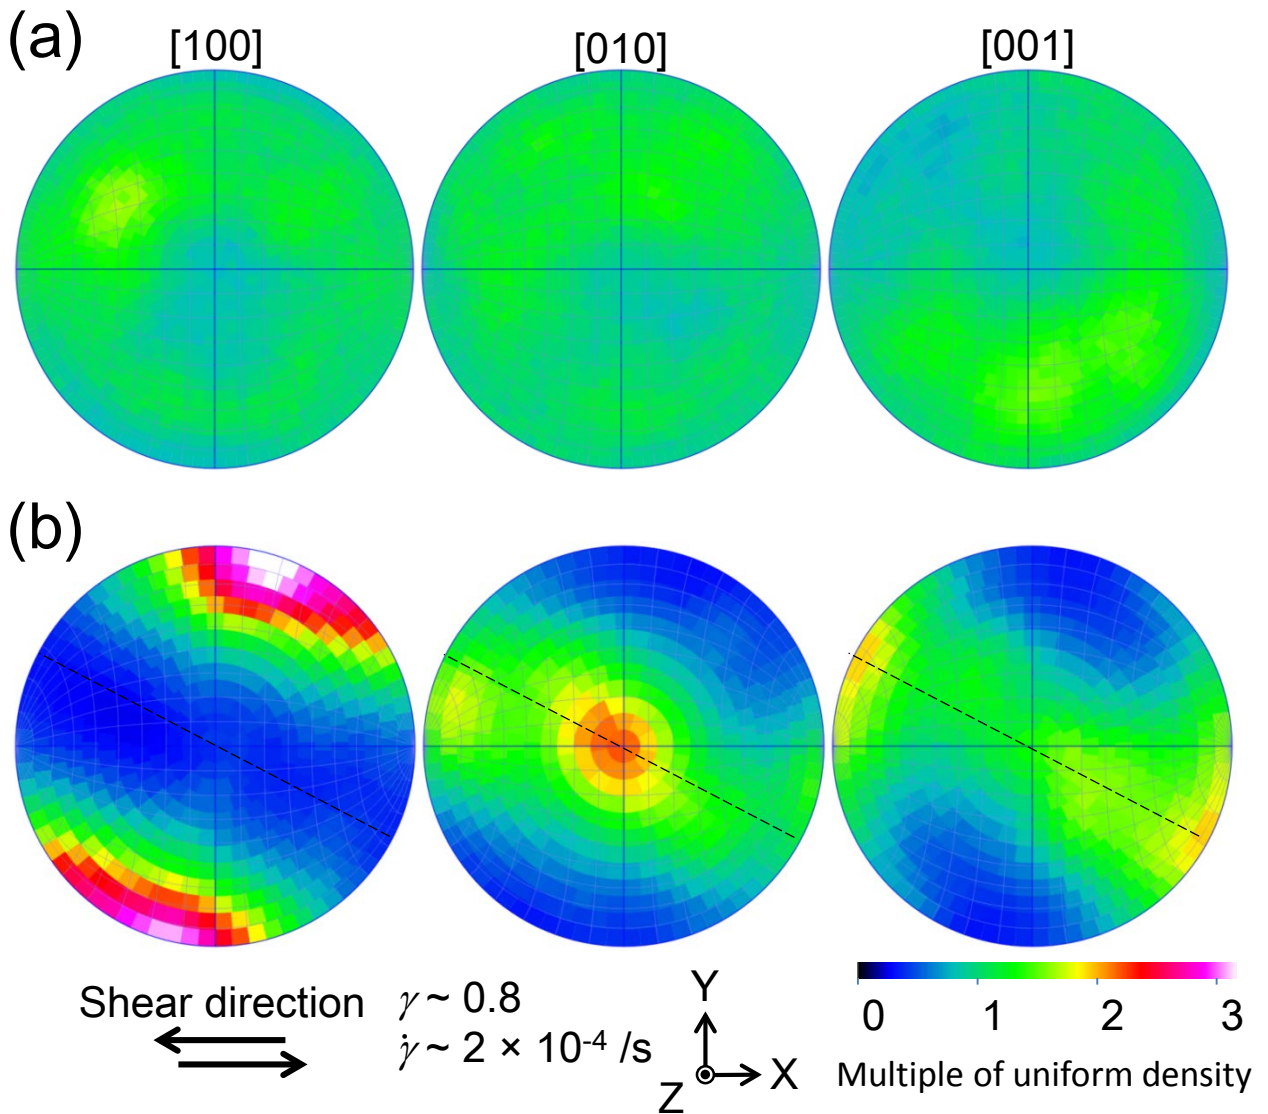 (a)
[100] [010] [001]
(b)
Shear direction
γ ~ 0.8
γ̇ ~ 2 × 10⁻⁴ /s
Y
X
Z
0 1 2 3
Multiple of uniform density